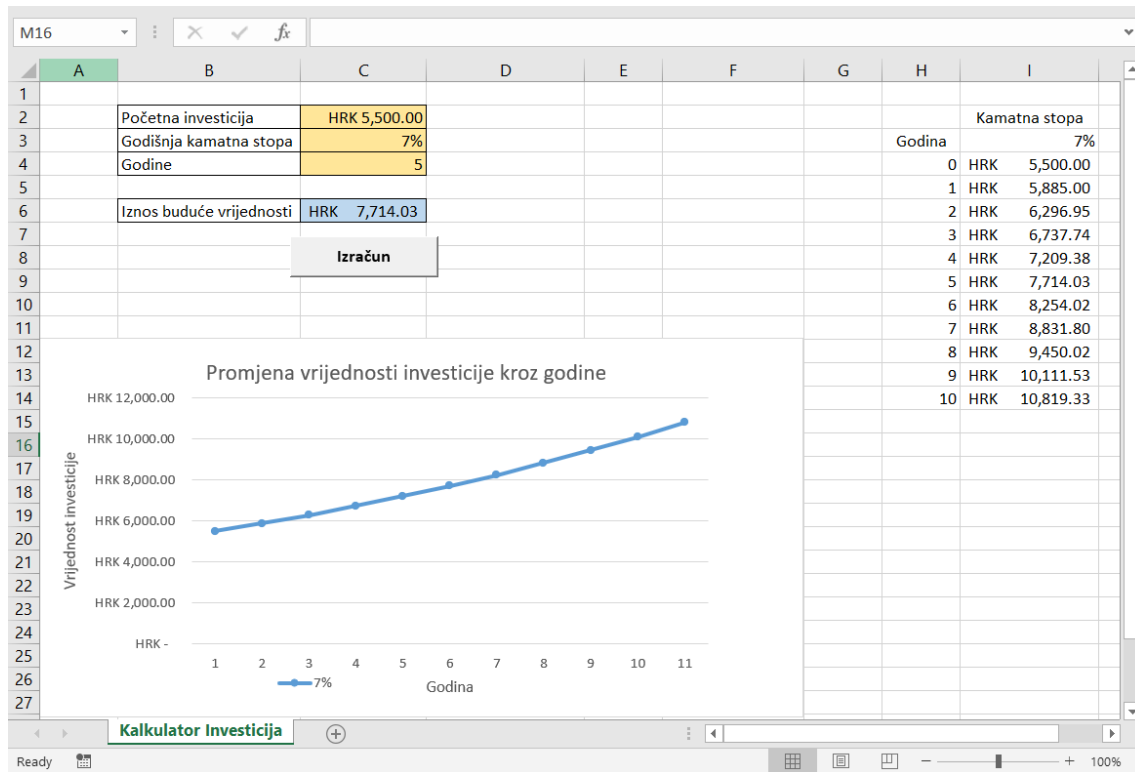 M16 fx
A B C D E F G H I
1
2 Početna investicija HRK 5,500.00 Kamatna stopa
3 Godišnja kamatna stopa 7% Godina 7%
4 Godine 5 0 HRK 5,500.00
5 1 HRK 5,885.00
6 Iznos buduće vrijednosti HRK 7,714.03 2 HRK 6,296.95
7 3 HRK 6,737.74
8 Izračun 4 HRK 7,209.38
9 5 HRK 7,714.03
10 6 HRK 8,254.02
11 7 HRK 8,831.80
12 8 HRK 9,450.02
13 Promjena vrijednosti investicije kroz godine 9 HRK 10,111.53
14 HRK 12,000.00 10 HRK 10,819.33
15
16 HRK 10,000.00
17
18 HRK 8,000.00
19
20 HRK 6,000.00
21 HRK 4,000.00
22
23 HRK 2,000.00
24
25 HRK -
26 1 2 3 4 5 6 7 8 9 10 11
27
Vrijednost investicije
7% Godina
Kalkulator Investicija
Ready 100%